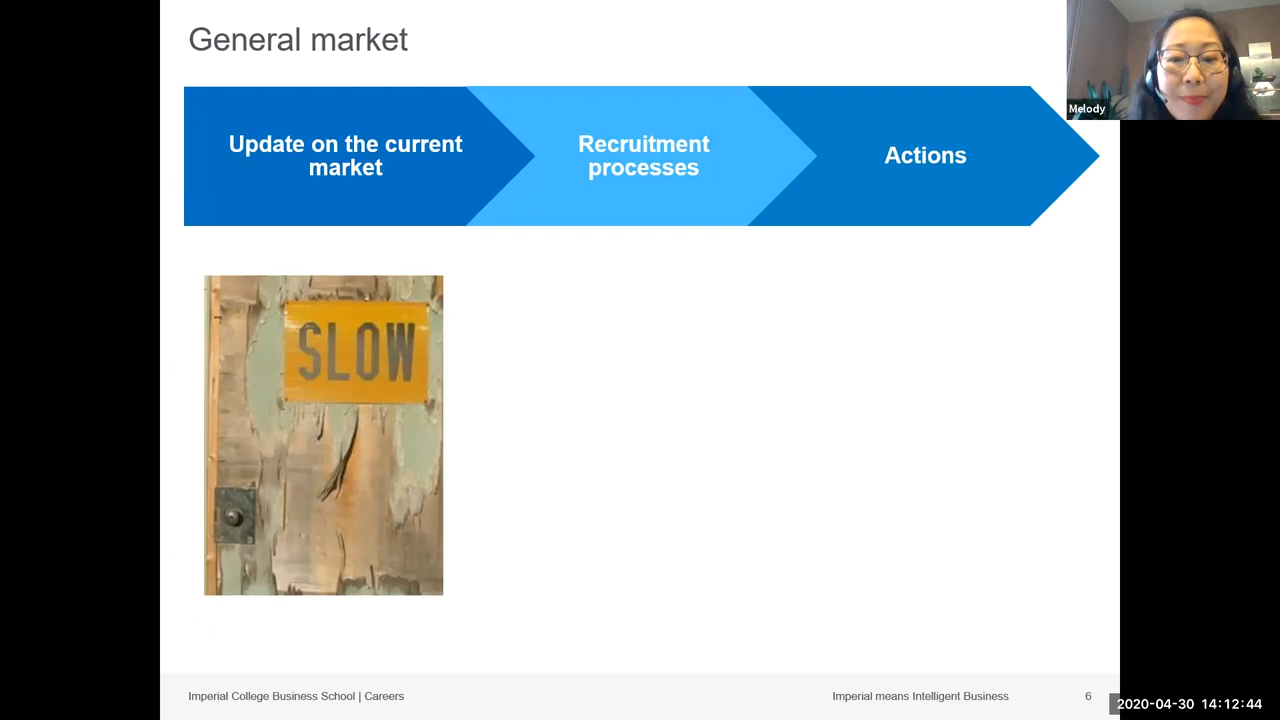 General market
Melody
Update on the current
market
Recruitment
processes
Actions
SLOW
Imperial College Business School | Careers
Imperial means Intelligent Business
6
2020-04-30 14:12:44